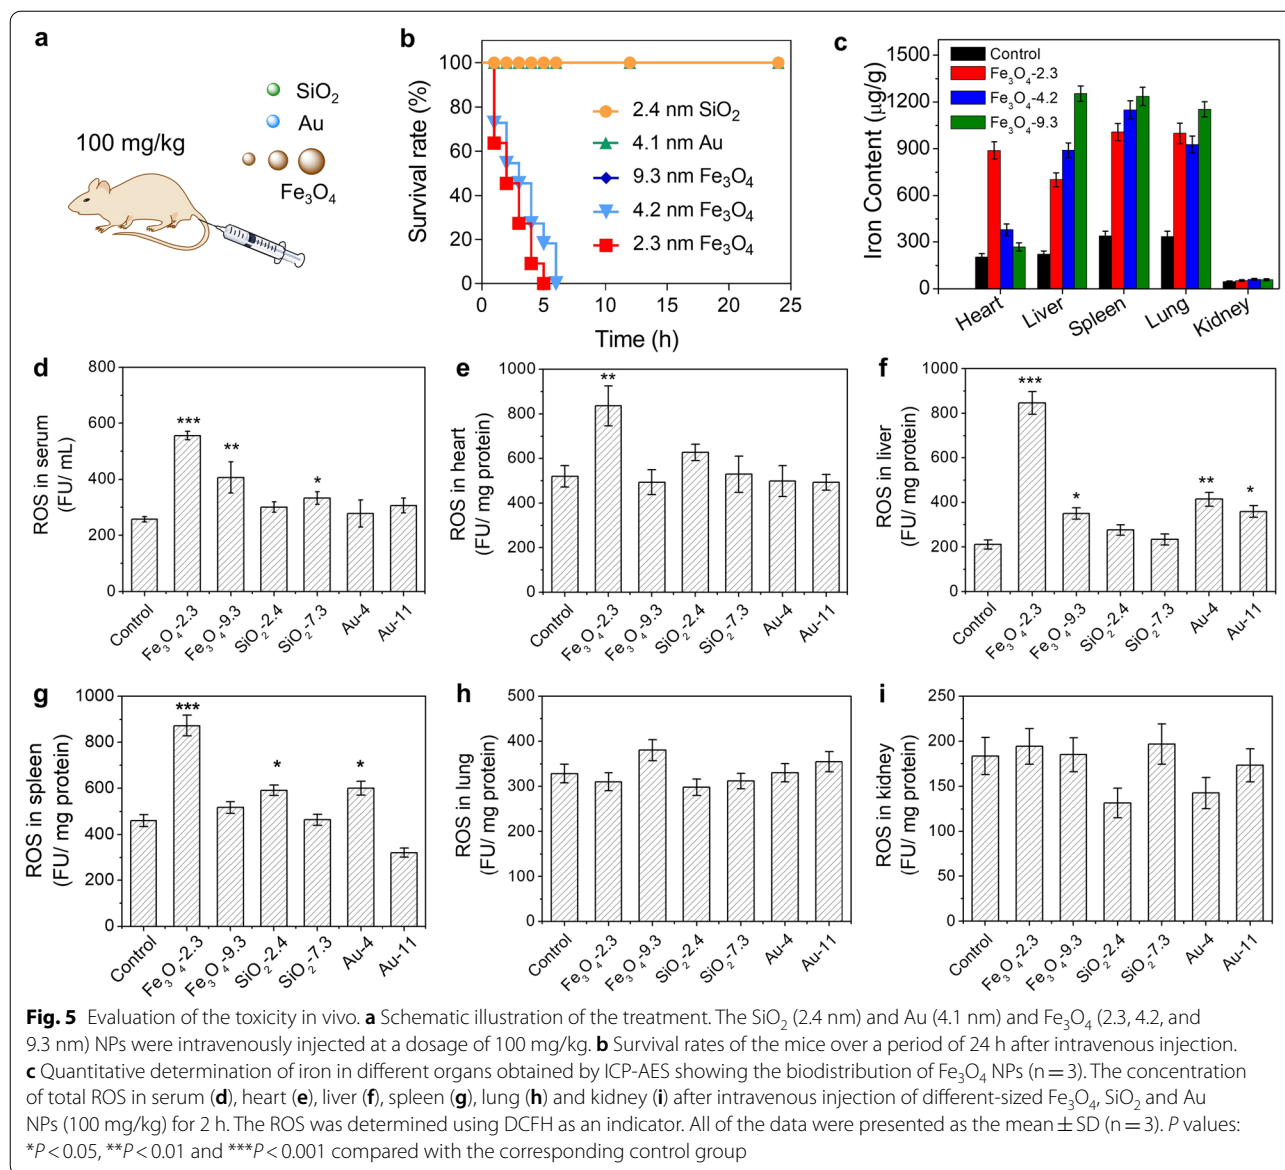 a
SiO2
Au
100 mg/kg
Fe3O4
b
Survival rate (%)
100
80
60
40
20
0
2.4 nm SiO2
4.1 nm Au
9.3 nm Fe3O4
4.2 nm Fe3O4
2.3 nm Fe3O4
0 5 10 15 20 25
Time (h)
c
Iron Content (µg/g)
1500
1200
900
600
300
0
Control
Fe3O4-2.3
Fe3O4-4.2
Fe3O4-9.3
Heart Liver Spleen Lung Kidney
d
ROS in serum
(FU/ mL)
800
600
400
200
0
***
**
*
Control Fe3O4-2.3 Fe3O4-9.3 SiO2-2.4 SiO2-7.3 Au-4 Au-11
e
ROS in heart
(FU/ mg protein)
1000
800
600
400
200
0
**
Control Fe3O4-2.3 Fe3O4-9.3 SiO2-2.4 SiO2-7.3 Au-4 Au-11
f
ROS in liver
(FU/ mg protein)
1000
800
600
400
200
0
***
*
**
*
Control Fe3O4-2.3 Fe3O4-9.3 SiO2-2.4 SiO2-7.3 Au-4 Au-11
g
ROS in spleen
(FU/ mg protein)
1000
800
600
400
200
0
***
*
*
Control Fe3O4-2.3 Fe3O4-9.3 SiO2-2.4 SiO2-7.3 Au-4 Au-11
h
ROS in lung
(FU/ mg protein)
500
400
300
200
100
0
Control Fe3O4-2.3 Fe3O4-9.3 SiO2-2.4 SiO2-7.3 Au-4 Au-11
i
ROS in kidney
(FU/ mg protein)
250
200
150
100
50
0
Control Fe3O4-2.3 Fe3O4-9.3 SiO2-2.4 SiO2-7.3 Au-4 Au-11
Fig. 5 Evaluation of the toxicity in vivo. a Schematic illustration of the treatment. The SiO2 (2.4 nm) and Au (4.1 nm) and Fe3O4 (2.3, 4.2, and
9.3 nm) NPs were intravenously injected at a dosage of 100 mg/kg. b Survival rates of the mice over a period of 24 h after intravenous injection.
c Quantitative determination of iron in different organs obtained by ICP-AES showing the biodistribution of Fe3O4 NPs (n = 3). The concentration
of total ROS in serum (d), heart (e), liver (f), spleen (g), lung (h) and kidney (i) after intravenous injection of different-sized Fe3O4, SiO2 and Au
NPs (100 mg/kg) for 2 h. The ROS was determined using DCFH as an indicator. All of the data were presented as the mean ± SD (n = 3). P values:
*P < 0.05, **P < 0.01 and ***P < 0.001 compared with the corresponding control group